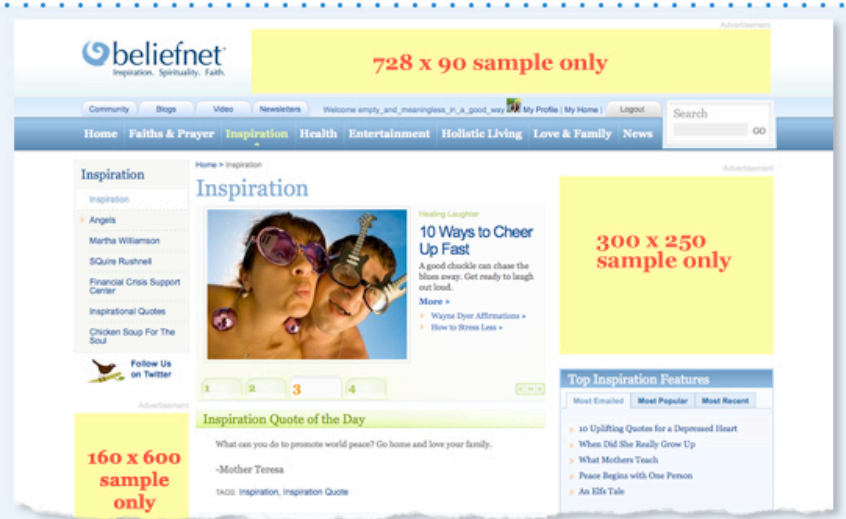 Advertisement
beliefnet
Inspiration. Spirituality. Faith.
728 x 90 sample only
Community
Blogs
Video
Newsletters
Welcome empty_and_meaningless_in_a_good_way
My Profile | My Home |
Logout
Search
GO
Home
Faiths & Prayer
Inspiration
Health
Entertainment
Holistic Living
Love & Family
News
Inspiration
Inspiration
Angels
Martha Williamson
SQuire Rushnell
Financial Crisis Support
Center
Inspirational Quotes
Chicken Soup For The
Soul
Follow Us
on Twitter
Advertisement
160 x 600
sample
only
Home > Inspiration
Inspiration
Healing Laughter
10 Ways to Cheer
Up Fast
A good chuckle can chase the
blues away. Get ready to laugh
out loud.
More »
Wayne Dyer Affirmations »
How to Stress Less »
1
2
3
4
Inspiration Quote of the Day
What can you do to promote world peace? Go home and love your family.
-Mother Teresa
TAGS: Inspiration, Inspiration Quote
Advertisement
300 x 250
sample only
Top Inspiration Features
Most Emailed
Most Popular
Most Recent
10 Uplifting Quotes for a Depressed Heart
When Did She Really Grow Up
What Mothers Teach
Peace Begins with One Person
An Elfs Tale